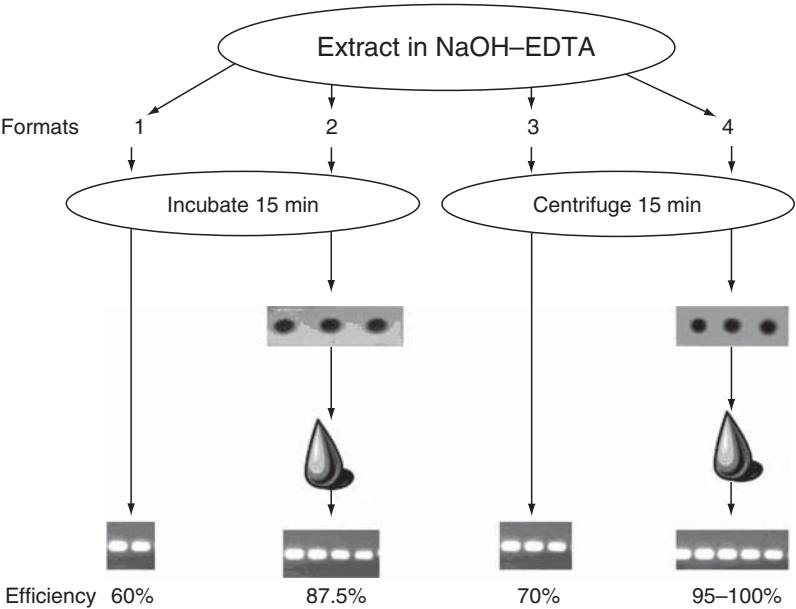 Extract in NaOH–EDTA
Formats 1 2 3 4
Incubate 15 min
Centrifuge 15 min
Efficiency 60% 87.5% 70% 95–100%